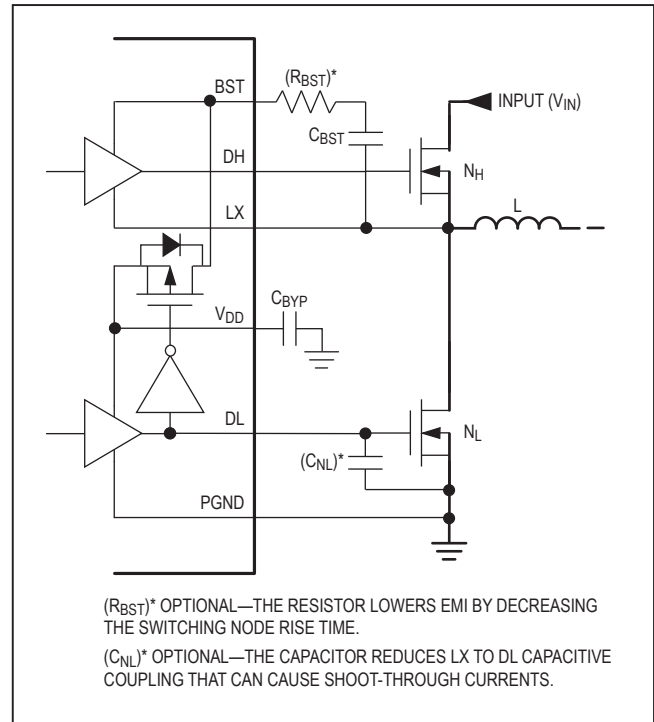 BST
(RBST)*
INPUT (VIN)
CBST
DH
NH
LX
L
CBYP
VDD
DL
NL
(CNL)*
PGND
(RBST)* OPTIONAL—THE RESISTOR LOWERS EMI BY DECREASING
THE SWITCHING NODE RISE TIME.
(CNL)* OPTIONAL—THE CAPACITOR REDUCES LX TO DL CAPACITIVE
COUPLING THAT CAN CAUSE SHOOT-THROUGH CURRENTS.